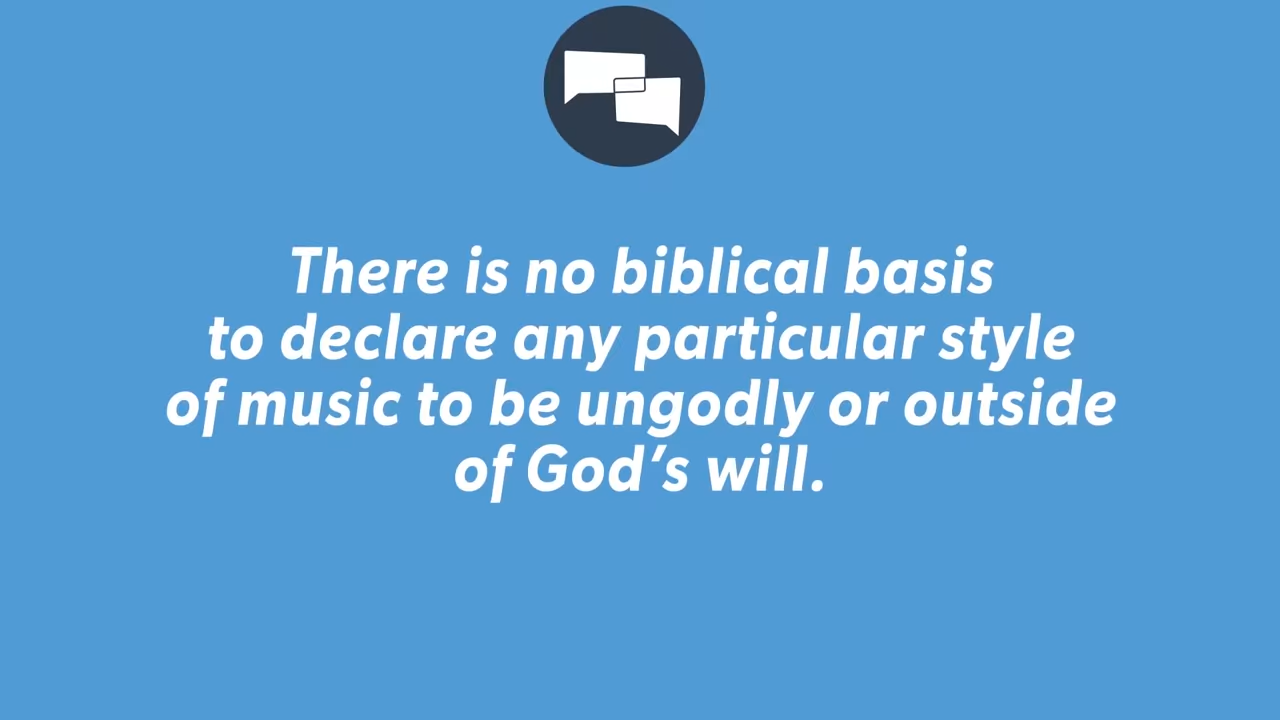 There is no biblical basis
to declare any particular style
of music to be ungodly or outside
of God’s will.